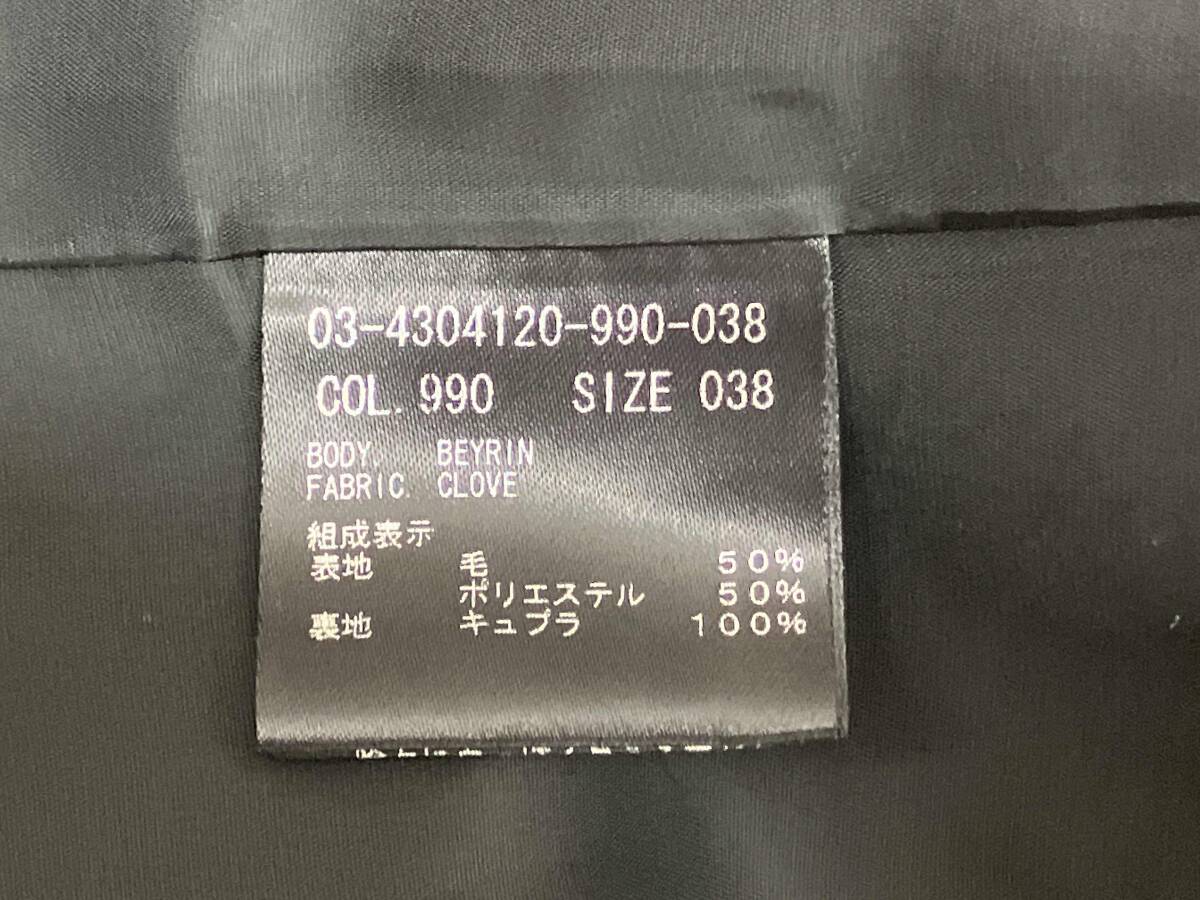 03-4304120-990-038
COL. 990 SIZE 038
BODY. BEYRIN
FABRIC. CLOVE
組成表示
表地 毛 50%
ポリエステル 50%
裏地 キュプラ 100%